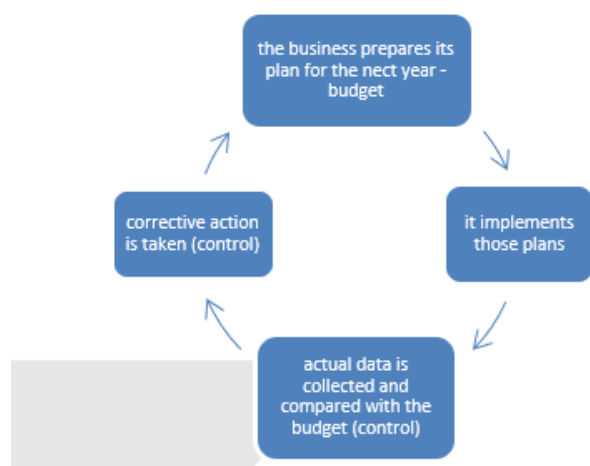 the business prepares its
plan for the nect year -
budget
it implements
those plans
actual data is
collected and
compared with the
budget (control)
corrective action
is taken (control)